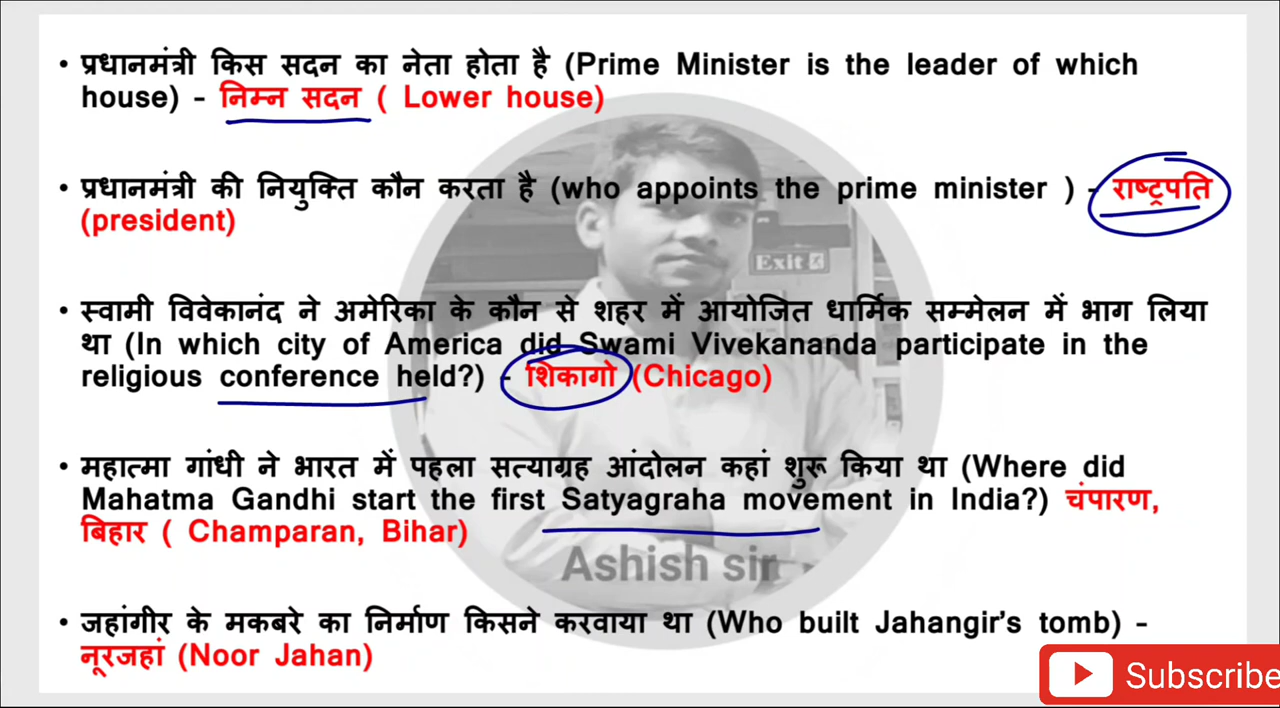 • प्रधानमंत्री किस सदन का नेता होता है (Prime Minister is the leader of which
house) – निम्न सदन ( Lower house)
• प्रधानमंत्री की नियुक्ति कौन करता है (who appoints the prime minister ) – राष्ट्रपति
(president)
Exit
• स्वामी विवेकानंद ने अमेरिका के कौन से शहर में आयोजित धार्मिक सम्मेलन में भाग लिया
था (In which city of America did Swami Vivekananda participate in the
religious conference held?) – शिकागो (Chicago)
• महात्मा गांधी ने भारत में पहला सत्याग्रह आंदोलन कहां शुरू किया था (Where did
Mahatma Gandhi start the first Satyagraha movement in India?) चंपारण,
बिहार ( Champaran, Bihar)
Ashish sir
• जहांगीर के मकबरे का निर्माण किसने करवाया था (Who built Jahangir's tomb) –
नूरजहां (Noor Jahan)
Subscribe